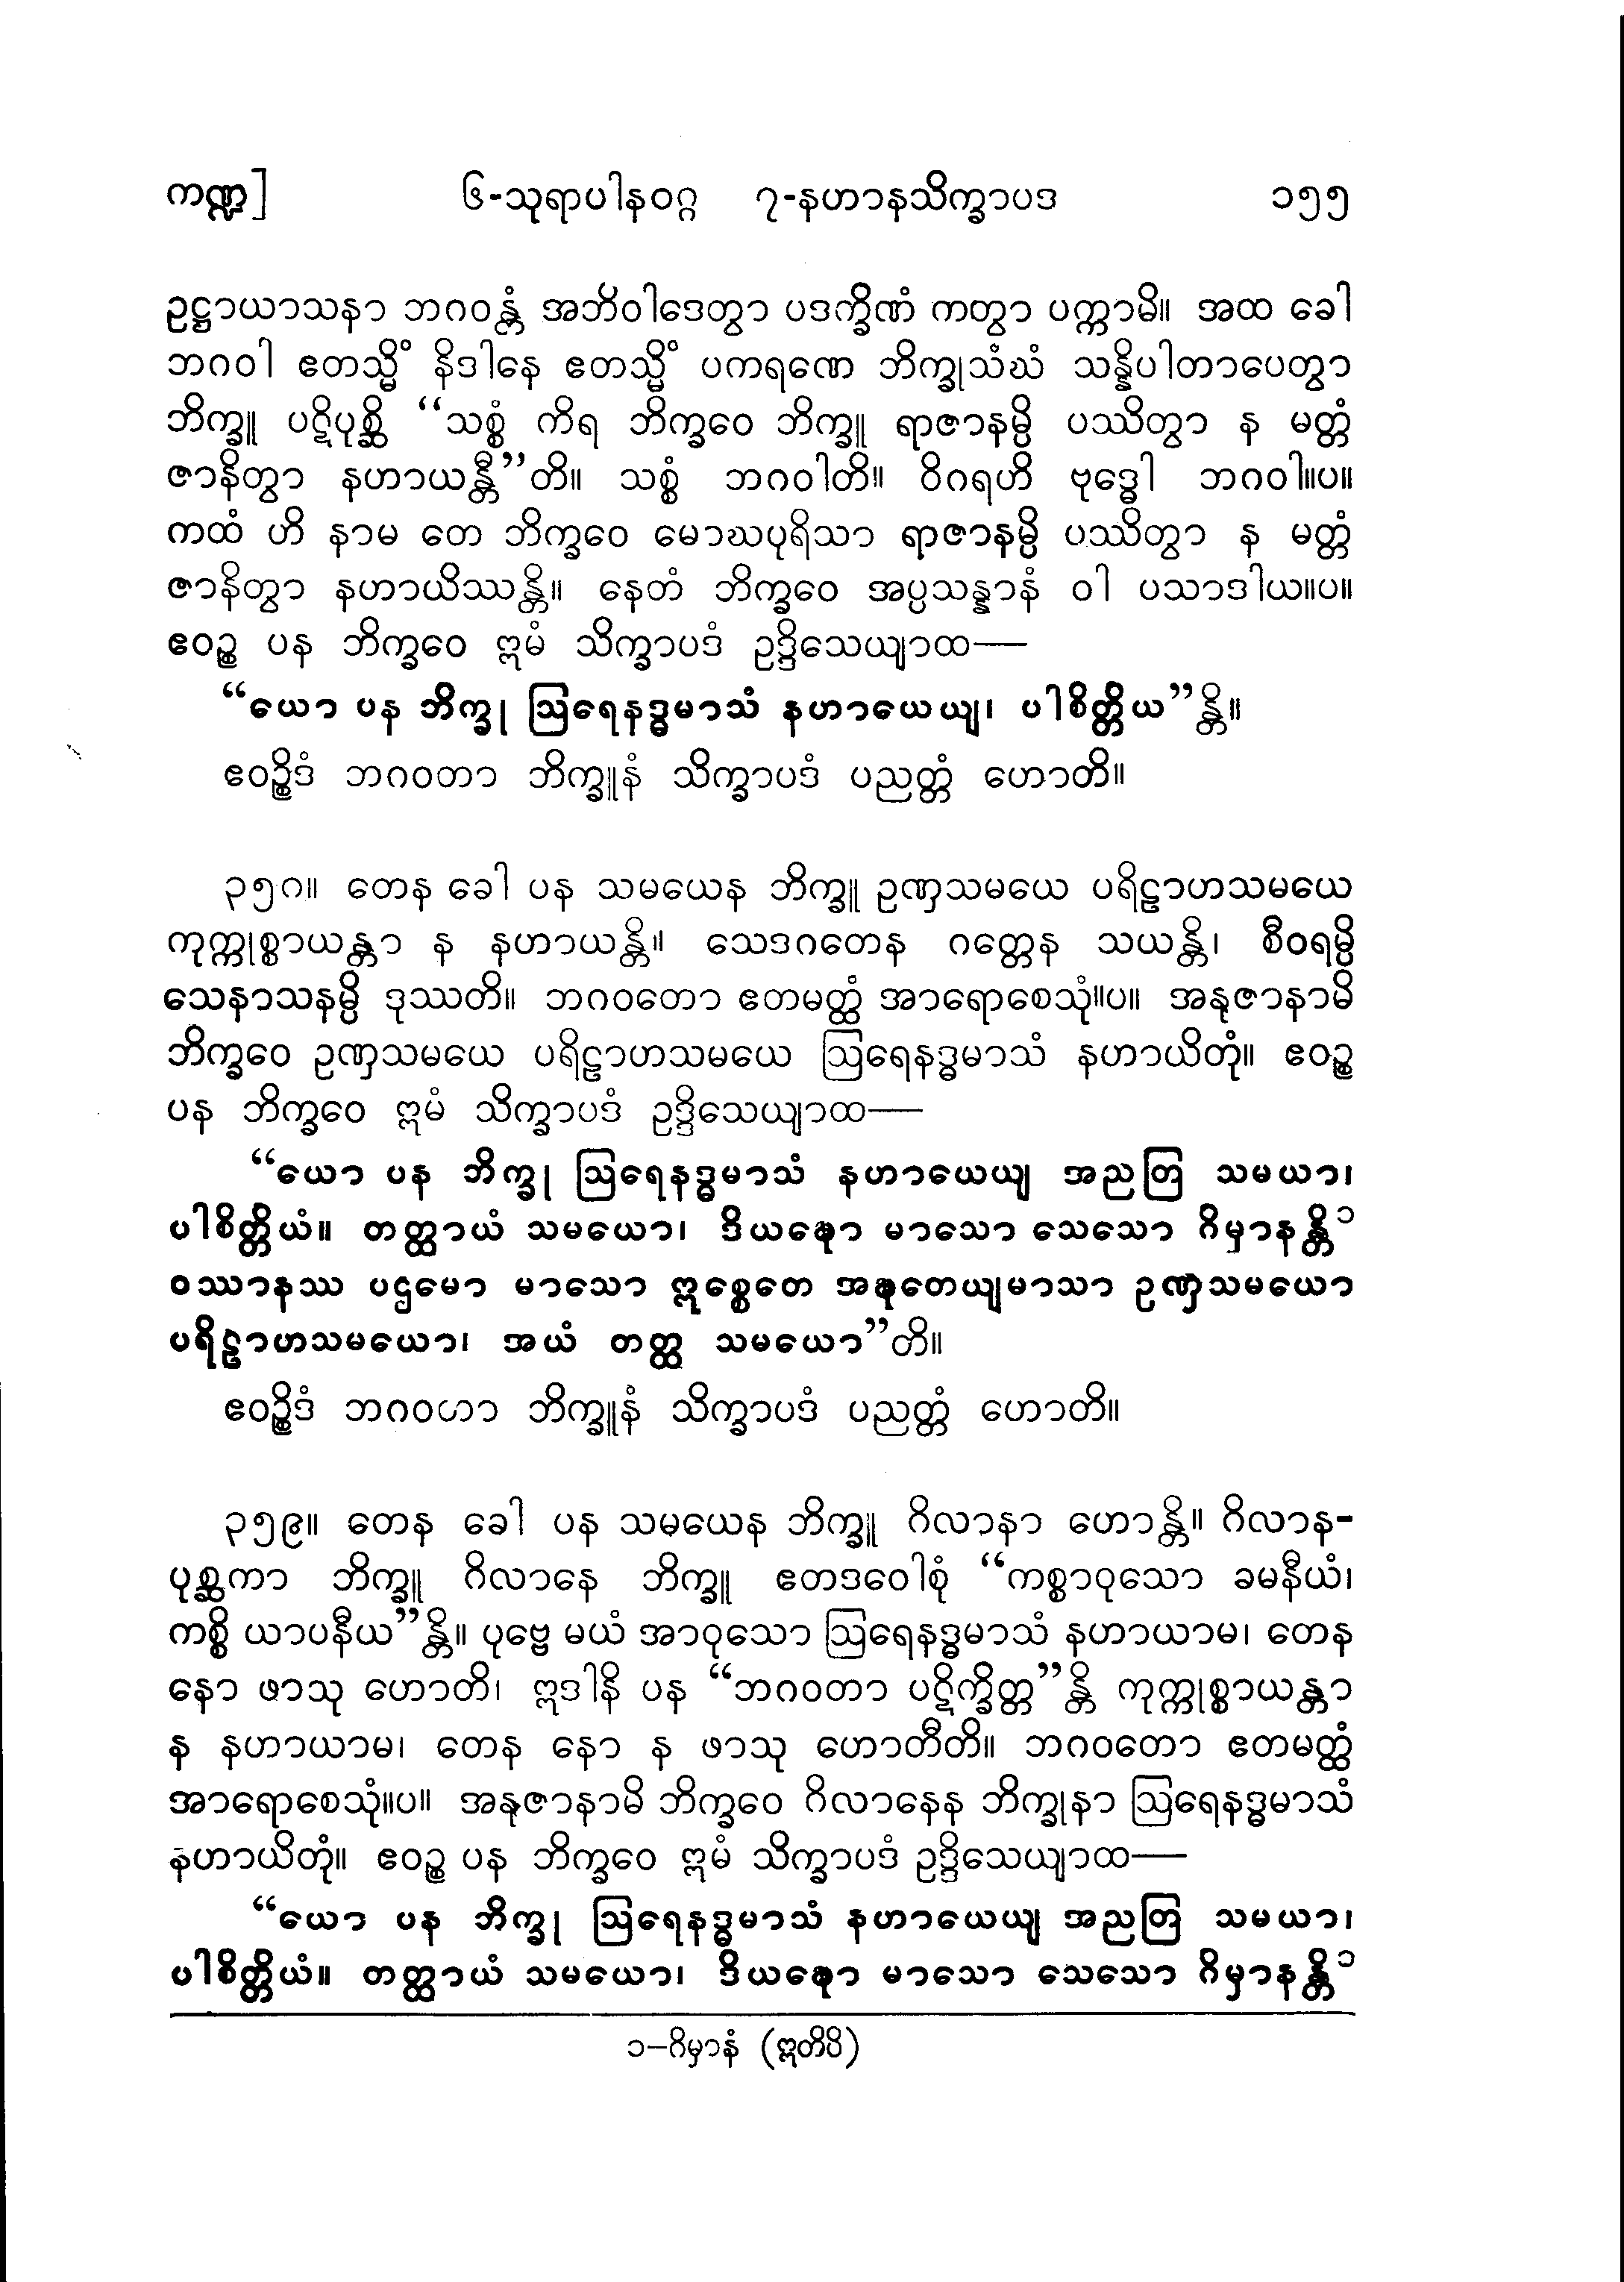 ကဏ္ဍ] ၆-သုရာပါနဝဂ္ဂ ၇-နဟာနသိက္ခာပဒ ၁၅၅
ဥဋ္ဌာယာသနာ ဘဂဝန္တံ အဘိဝါဒေတွာ ပဒက္ခိဏံ ကတွာ ပက္ကာမိ။ အထ ခေါ
ဘဂဝါ ဧတသ္မိံ နိဒါနေ ဧတသ္မိံ ပကရဏေ ဘိက္ခုသံဃံ သန္နိပါတာပေတွာ
ဘိက္ခူ ပဋိပုစ္ဆိ “သစ္စံ ကိရ ဘိက္ခဝေ ဘိက္ခူ ရာဇာနမ္ပိ ပဿိတွာ န မတ္တံ
ဇာနိတွာ နဟာယန္တီ”တိ။ သစ္စံ ဘဂဝါတိ။ ဝိဂရဟိ ဗုဒ္ဓေါ ဘဂဝါ။ပ။
ကထံ ဟိ နာမ တေ ဘိက္ခဝေ မောဃပုရိသာ ရာဇာနမ္ပိ ပဿိတွာ န မတ္တံ
ဇာနိတွာ နဟာယိဿန္တိ။ နေတံ ဘိက္ခဝေ အပ္ပသန္နာနံ ဝါ ပသာဒါယ။ပ။
ဧဝဉ္စ ပန ဘိက္ခဝေ ဣမံ သိက္ခာပဒံ ဥဒ္ဒိသေယျာထ—
“ယော ပန ဘိက္ခု ဩရေနဒ္ဓမာသံ နဟာယေယျ၊ ပါစိတ္တိယ”န္တိ။
ဧဝဉ္စိဒံ ဘဂဝတာ ဘိက္ခူနံ သိက္ခာပဒံ ပညတ္တံ ဟောတိ။
၃၅၈။ တေန ခေါ ပန သမယေန ဘိက္ခူ ဥဏှသမယေ ပရိဠာဟသမယေ
ကုက္ကုစ္စာယန္တာ န နဟာယန္တိ။ သေဒဂတေန ဂတ္တေန သယန္တိ၊ စီဝရမ္ပိ
သေနာသနမ္ပိ ဒုဿတိ။ ဘဂဝတော ဧတမတ္ထံ အာရောစေသုံ။ပ။ အနုဇာနာမိ
ဘိက္ခဝေ ဥဏှသမယေ ပရိဠာဟသမယေ ဩရေနဒ္ဓမာသံ နဟာယိတုံ။ ဧဝဉ္စ
ပန ဘိက္ခဝေ ဣမံ သိက္ခာပဒံ ဥဒ္ဒိသေယျာထ—
“ယော ပန ဘိက္ခု ဩရေနဒ္ဓမာသံ နဟာယေယျ အညတြ သမယာ၊
ပါစိတ္တိယံ။ တတ္ထာယံ သမယော၊ ဒိယဍ္ဎော မာသော သေသော ဂိမှာနန္တိ ၁
ဝဿာနဿ ပဌမော မာသော ဣစ္စေတေ အဍ္ဎတေယျမာသာ ဥဏှသမယော
ပရိဠာဟသမယော၊ အယံ တတ္ထ သမယော”တိ။
ဧဝဉ္စိဒံ ဘဂဝတာ ဘိက္ခူနံ သိက္ခာပဒံ ပညတ္တံ ဟောတိ။
၃၅၉။ တေန ခေါ ပန သမယေန ဘိက္ခူ ဂိလာနာ ဟောန္တိ။ ဂိလာန-
ပုစ္ဆကာ ဘိက္ခူ ဂိလာနေ ဘိက္ခူ ဧတဒဝေါစုံ “ကစ္စာဝုသော ခမနီယံ၊
ကစ္စိ ယာပနီယ”န္တိ။ ပုဗ္ဗေ မယံ အာဝုသော ဩရေနဒ္ဓမာသံ နဟာယာမ၊ တေန
နော ဖာသု ဟောတိ၊ ဣဒါနိ ပန “ဘဂဝတာ ပဋိက္ခိတ္တ”န္တိ ကုက္ကုစ္စာယန္တာ
န နဟာယာမ၊ တေန နော န ဖာသု ဟောတီတိ။ ဘဂဝတော ဧတမတ္ထံ
အာရောစေသုံ။ပ။ အနုဇာနာမိ ဘိက္ခဝေ ဂိလာနေန ဘိက္ခုနာ ဩရေနဒ္ဓမာသံ
နဟာယိတုံ။ ဧဝဉ္စ ပန ဘိက္ခဝေ ဣမံ သိက္ခာပဒံ ဥဒ္ဒိသေယျာထ—
“ယော ပန ဘိက္ခု ဩရေနဒ္ဓမာသံ နဟာယေယျ အညတြ သမယာ၊
ပါစိတ္တိယံ။ တတ္ထာယံ သမယော၊ ဒိယဍ္ဎော မာသော သေသော ဂိမှာနန္တိ ၁
၁—ဂိမှာနံ (ဣတိပိ)